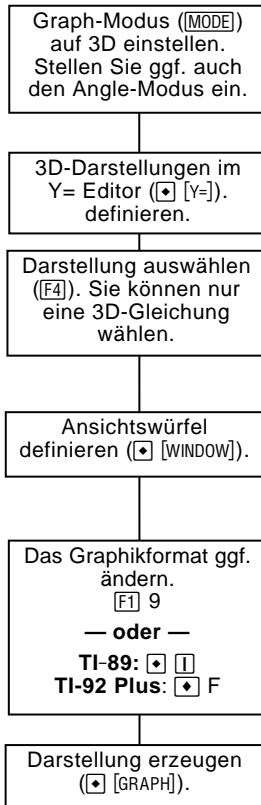 Graph-Modus (MODE)
auf 3D einstellen.
Stellen Sie ggf. auch
den Angle-Modus ein.
3D-Darstellungen im
Y= Editor (◆ [Y=]).
definieren.
Darstellung auswählen
(F4). Sie können nur
eine 3D-Gleichung
wählen.
Ansichtswürfel
definieren (◆ [WINDOW]).
Das Graphikformat ggf.
ändern.
F1 9
— oder —
TI-89: ◆ |
TI-92 Plus: ◆ F
Darstellung erzeugen
(◆ [GRAPH]).